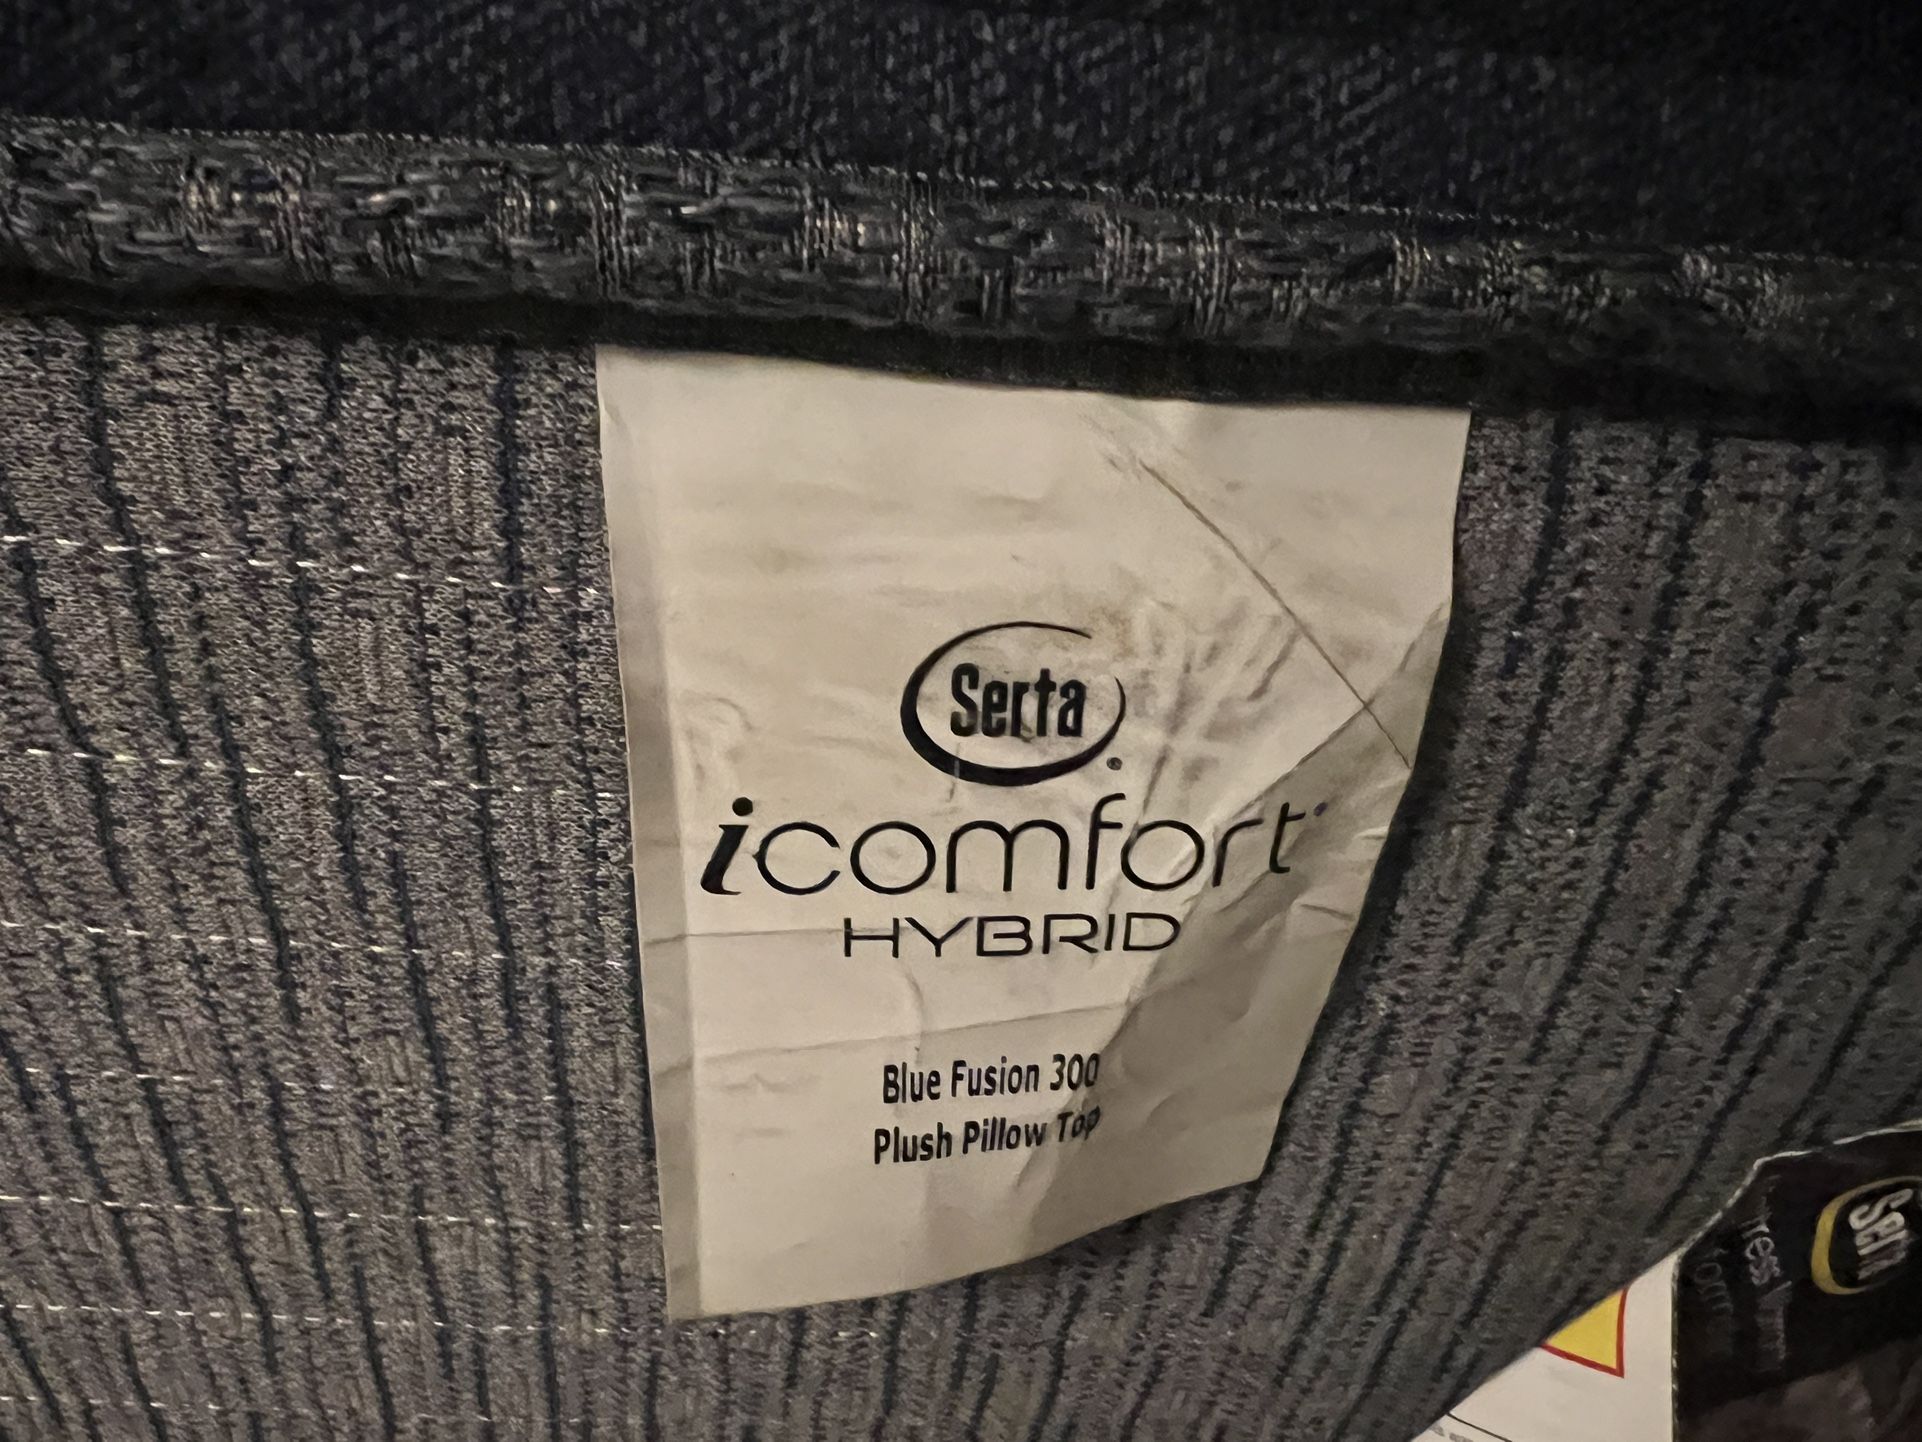 Serta
icomfort
HYBRID
Blue Fusion 300
Plush Pillow Top
Serta